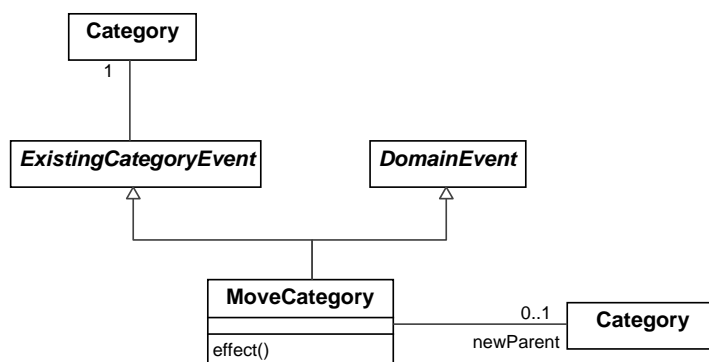 Category
1
ExistingCategoryEvent
DomainEvent
MoveCategory
effect()
0..1
newParent
Category